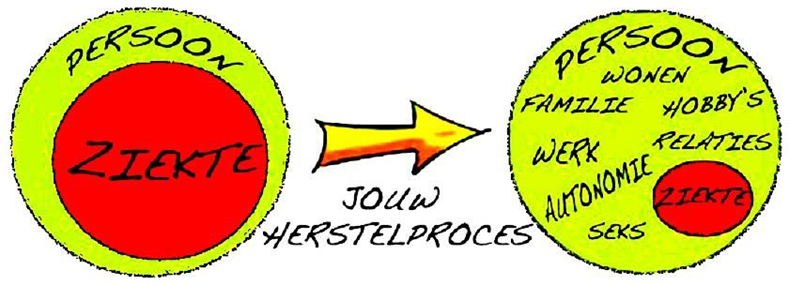 PERSOON
ZIEKTE
JOUW
HERSTELPROCES
PERSOON
WONEN
FAMILIE
HOBBY'S
WERK
RELATIES
AUTONOMIE
ZIEKTE
SEKS